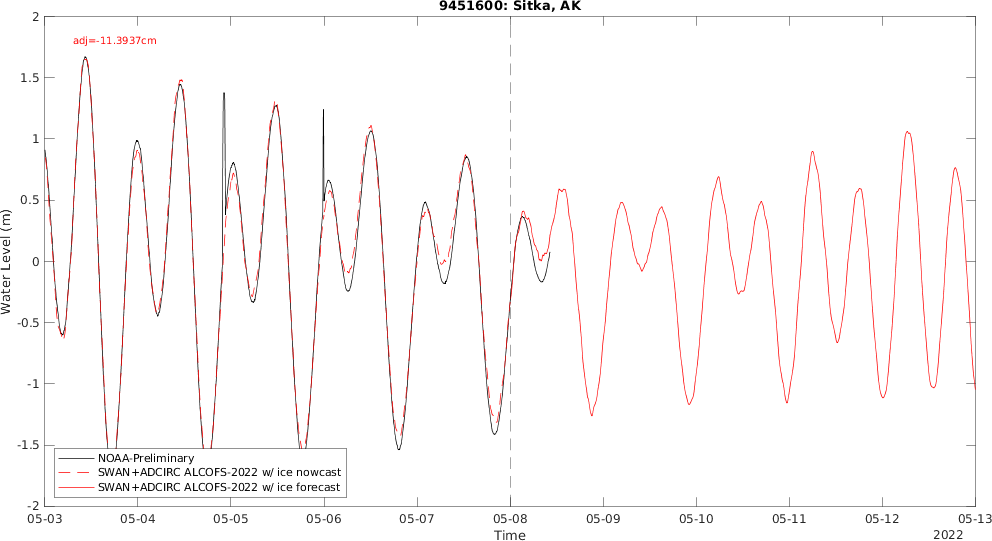 9451600: Sitka, AK
adj=-11.3937cm
Water Level (m)
2
1.5
1
0.5
0
-0.5
-1
-1.5
-2
NOAA-Preliminary
SWAN+ADCIRC ALCOFS-2022 w/ ice nowcast
SWAN+ADCIRC ALCOFS-2022 w/ ice forecast
05-03 05-04 05-05 05-06 05-07 05-08 05-09 05-10 05-11 05-12 05-13
Time
2022